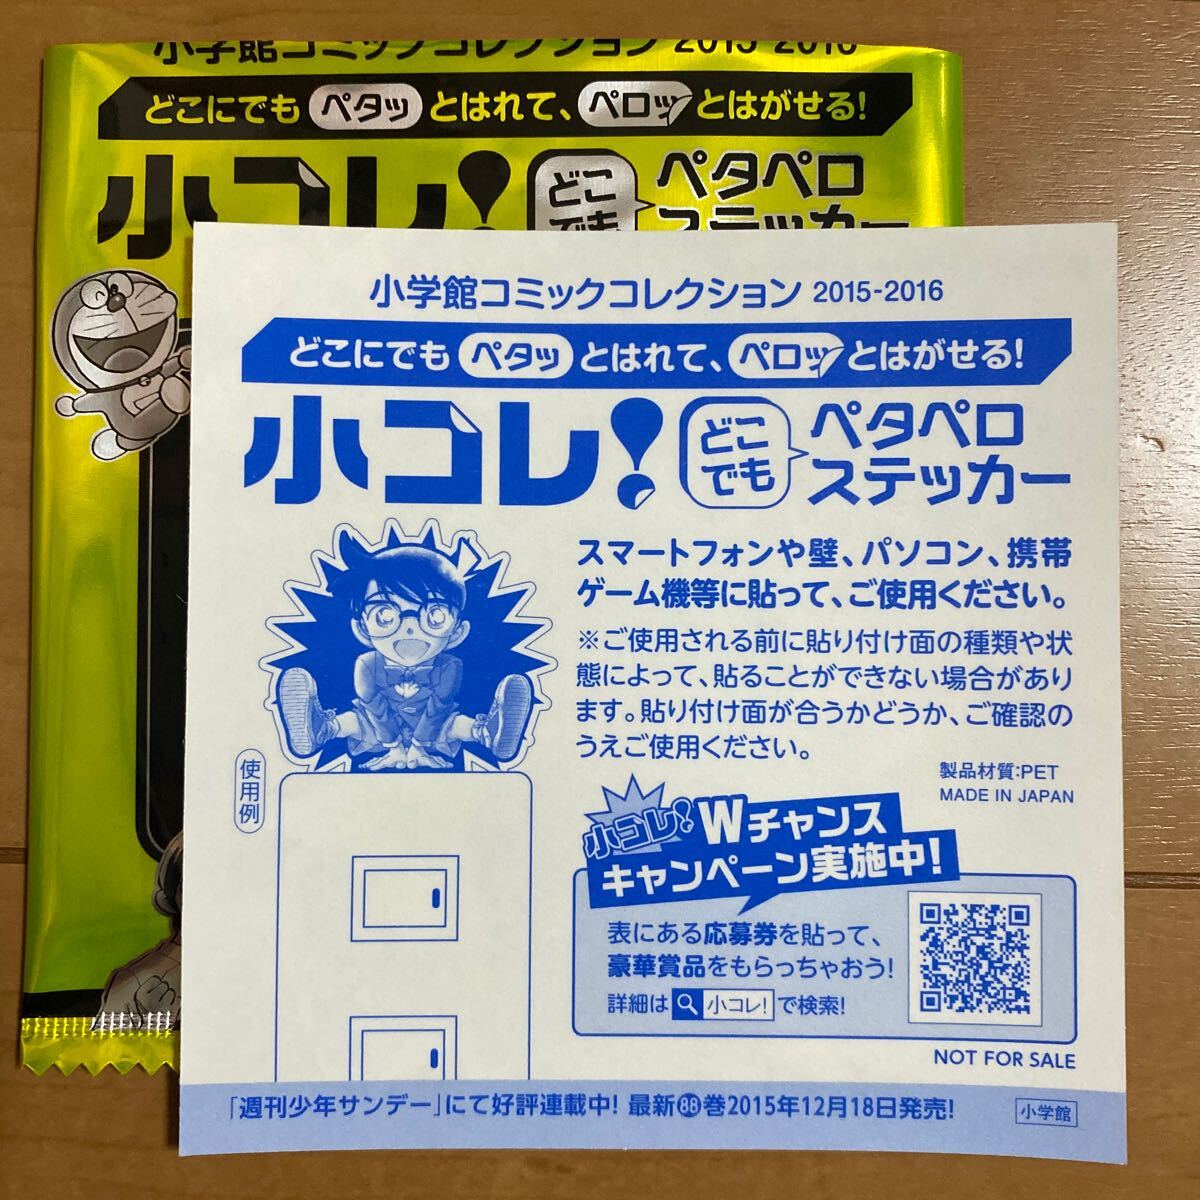 小学館コミックコレクション 2015-2016
どこにでも ペタッ とはれて、ペロッ とはがせる!
小コレ! どこでも ペタペロ
ステッカー
小学館コミックコレクション 2015-2016
どこにでも ペタッ とはれて、ペロッ とはがせる!
小コレ!
どこ
でも
ペタペロ
ステッカー
スマートフォンや壁、パソコン、携帯
ゲーム機等に貼って、ご使用ください。
※ご使用される前に貼り付け面の種類や状
態によって、貼ることができない場合があり
ます。貼り付け面が合うかどうか、ご確認の
うえご使用ください。
製品材質:PET
MADE IN JAPAN
使用例
小コレ! Wチャンス
キャンペーン実施中!
表にある応募券を貼って、
豪華賞品をもらっちゃおう!
詳細は 小コレ! で検索!
NOT FOR SALE
「週刊少年サンデー」にて好評連載中! 最新88巻2015年12月18日発売!
小学館